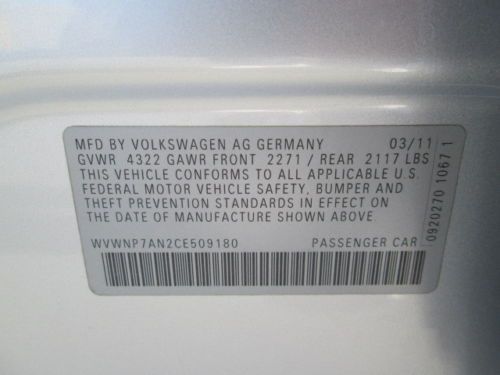 MFD BY VOLKSWAGEN AG GERMANY 03/11
GVWR 4322 GAWR FRONT 2271 / REAR 2117 LBS
THIS VEHICLE CONFORMS TO ALL APPLICABLE U.S.
FEDERAL MOTOR VEHICLE SAFETY, BUMPER AND
THEFT PREVENTION STANDARDS IN EFFECT ON
THE DATE OF MANUFACTURE SHOWN ABOVE.
WVWNP7AN2CE509180 PASSENGER CAR
0920270 1067 1